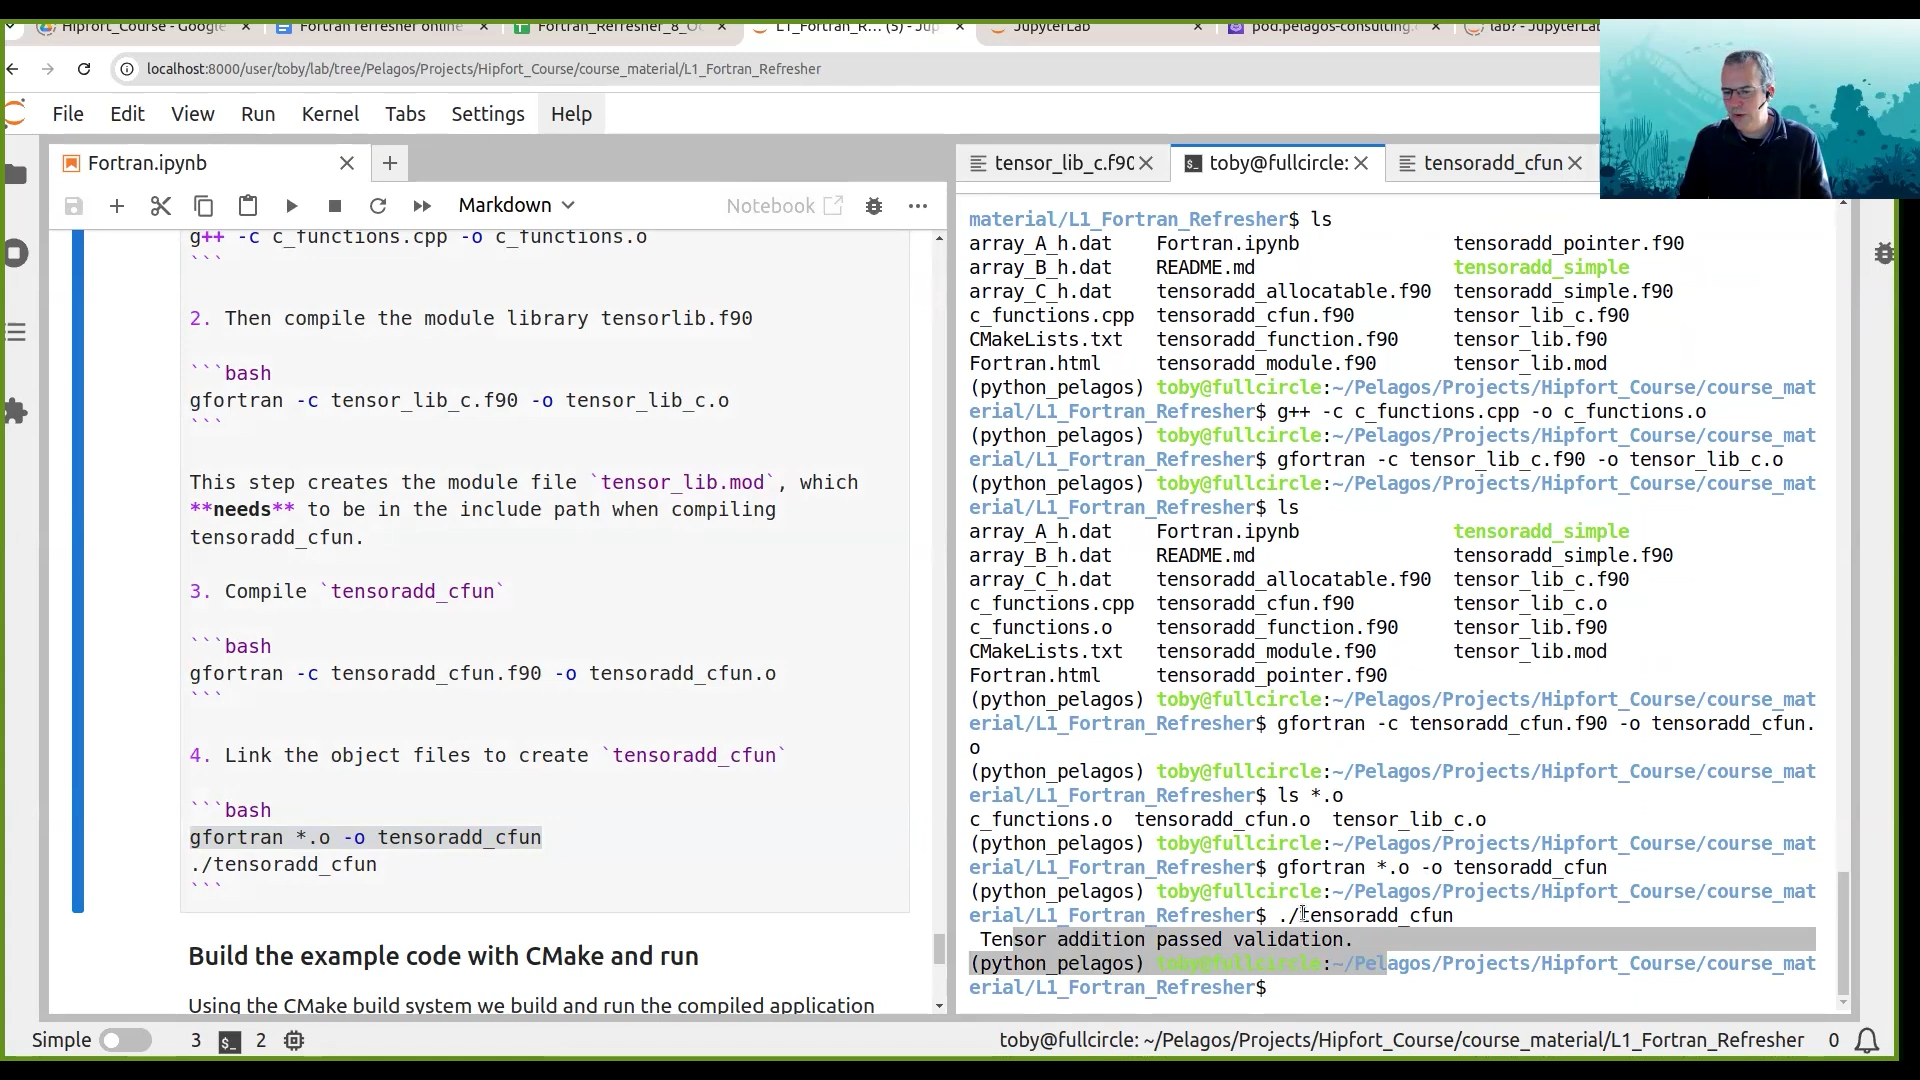 Hipfort_Course - Google
Fortran refresher online
Fortran_Refresher_8_O
L1_Fortran_R... (5) - Jup
JupyterLab
pod.pelagos-consulting.
lab? - JupyterLab
localhost:8000/user/toby/lab/tree/Pelagos/Projects/Hipfort_Course/course_material/L1_Fortran_Refresher
File Edit View Run Kernel Tabs Settings Help
Fortran.ipynb
Markdown
Notebook
g++ -c c_functions.cpp -o c_functions.o
```
2. Then compile the module library tensorlib.f90
```bash
gfortran -c tensor_lib_c.f90 -o tensor_lib_c.o
```
This step creates the module file `tensor_lib.mod`, which
**needs** to be in the include path when compiling
tensoradd_cfun.
3. Compile `tensoradd_cfun`
```bash
gfortran -c tensoradd_cfun.f90 -o tensoradd_cfun.o
```
4. Link the object files to create `tensoradd_cfun`
```bash
gfortran *.o -o tensoradd_cfun
./tensoradd_cfun
```
Build the example code with CMake and run
Using the CMake build system we build and run the compiled application
tensor_lib_c.f90
toby@fullcircle:
tensoradd_cfun
material/L1_Fortran_Refresher$ ls
array_A_h.dat Fortran.ipynb tensoradd_pointer.f90
array_B_h.dat README.md tensoradd_simple
array_C_h.dat tensoradd_allocatable.f90 tensoradd_simple.f90
c_functions.cpp tensoradd_cfun.f90 tensor_lib_c.f90
CMakeLists.txt tensoradd_function.f90 tensor_lib.f90
Fortran.html tensoradd_module.f90 tensor_lib.mod
(python_pelagos) toby@fullcircle:~/Pelagos/Projects/Hipfort_Course/course_mat
erial/L1_Fortran_Refresher$ g++ -c c_functions.cpp -o c_functions.o
(python_pelagos) toby@fullcircle:~/Pelagos/Projects/Hipfort_Course/course_mat
erial/L1_Fortran_Refresher$ gfortran -c tensor_lib_c.f90 -o tensor_lib_c.o
(python_pelagos) toby@fullcircle:~/Pelagos/Projects/Hipfort_Course/course_mat
erial/L1_Fortran_Refresher$ ls
array_A_h.dat Fortran.ipynb tensoradd_simple
array_B_h.dat README.md tensoradd_simple.f90
array_C_h.dat tensoradd_allocatable.f90 tensor_lib_c.f90
c_functions.cpp tensoradd_cfun.f90 tensor_lib_c.o
c_functions.o tensoradd_function.f90 tensor_lib.f90
CMakeLists.txt tensoradd_module.f90 tensor_lib.mod
Fortran.html tensoradd_pointer.f90
(python_pelagos) toby@fullcircle:~/Pelagos/Projects/Hipfort_Course/course_mat
erial/L1_Fortran_Refresher$ gfortran -c tensoradd_cfun.f90 -o tensoradd_cfun.
o
(python_pelagos) toby@fullcircle:~/Pelagos/Projects/Hipfort_Course/course_mat
erial/L1_Fortran_Refresher$ ls *.o
c_functions.o tensoradd_cfun.o tensor_lib_c.o
(python_pelagos) toby@fullcircle:~/Pelagos/Projects/Hipfort_Course/course_mat
erial/L1_Fortran_Refresher$ gfortran *.o -o tensoradd_cfun
(python_pelagos) toby@fullcircle:~/Pelagos/Projects/Hipfort_Course/course_mat
erial/L1_Fortran_Refresher$ ./tensoradd_cfun
Tensor addition passed validation.
(python_pelagos) toby@fullcircle:~/Pelagos/Projects/Hipfort_Course/course_mat
erial/L1_Fortran_Refresher$
Simple 3 2 toby@fullcircle: ~/Pelagos/Projects/Hipfort_Course/course_material/L1_Fortran_Refresher 0